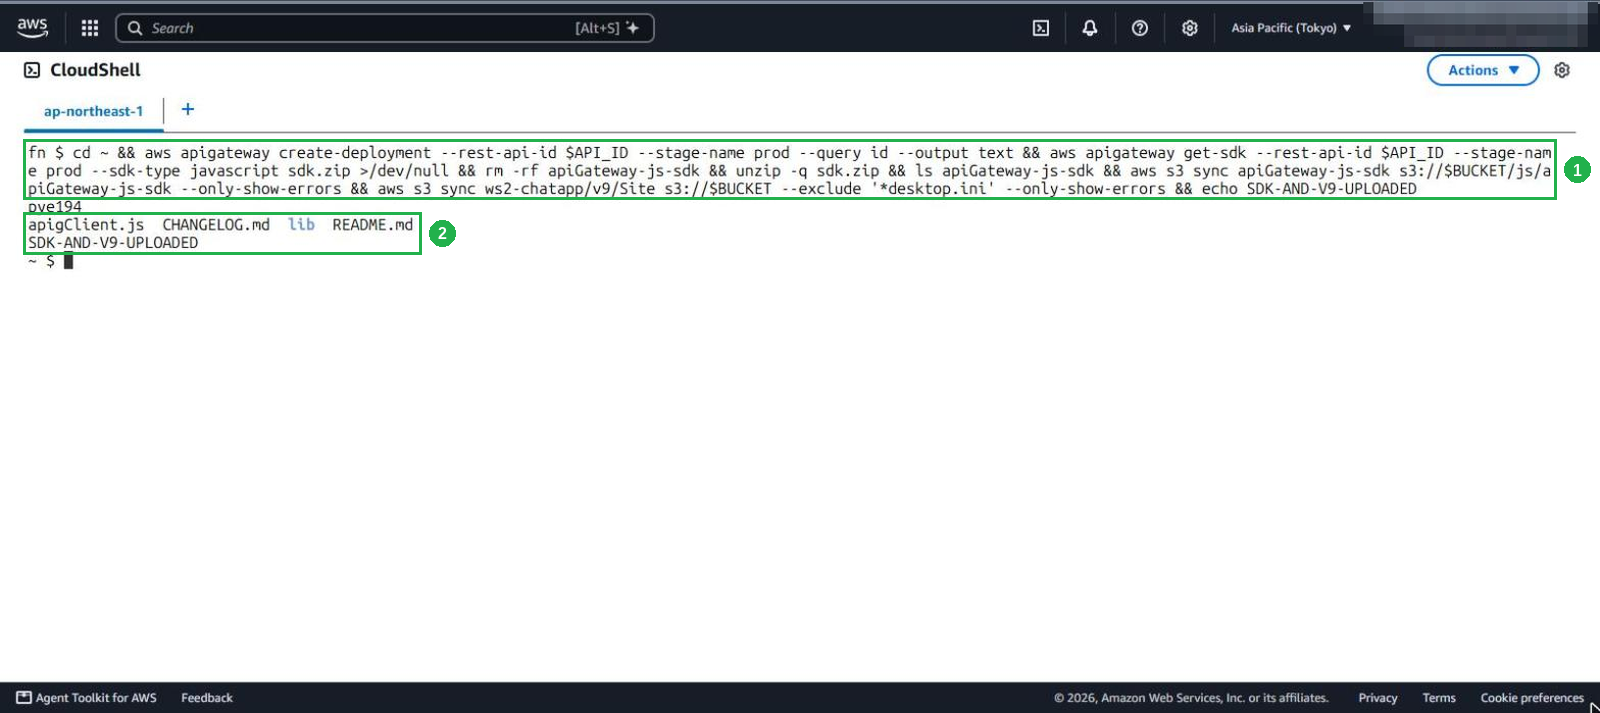 aws
Search [Alt+S]
Asia Pacific (Tokyo)
CloudShell
Actions
ap-northeast-1 +
fn $ cd ~ && aws apigateway create-deployment --rest-api-id $API_ID --stage-name prod --query id --output text && aws apigateway get-sdk --rest-api-id $API_ID --stage-nam
e prod --sdk-type javascript sdk.zip >/dev/null && rm -rf apiGateway-js-sdk && unzip -q sdk.zip && ls apiGateway-js-sdk && aws s3 sync apiGateway-js-sdk s3://$BUCKET/js/a
piGateway-js-sdk --only-show-errors && aws s3 sync ws2-chatapp/v9/Site s3://$BUCKET --exclude '*desktop.ini' --only-show-errors && echo SDK-AND-V9-UPLOADED
1
apigClient.js CHANGELOG.md lib README.md
2
SDK-AND-V9-UPLOADED
~ $
Agent Toolkit for AWS Feedback
© 2026, Amazon Web Services, Inc. or its affiliates. Privacy Terms Cookie preferences